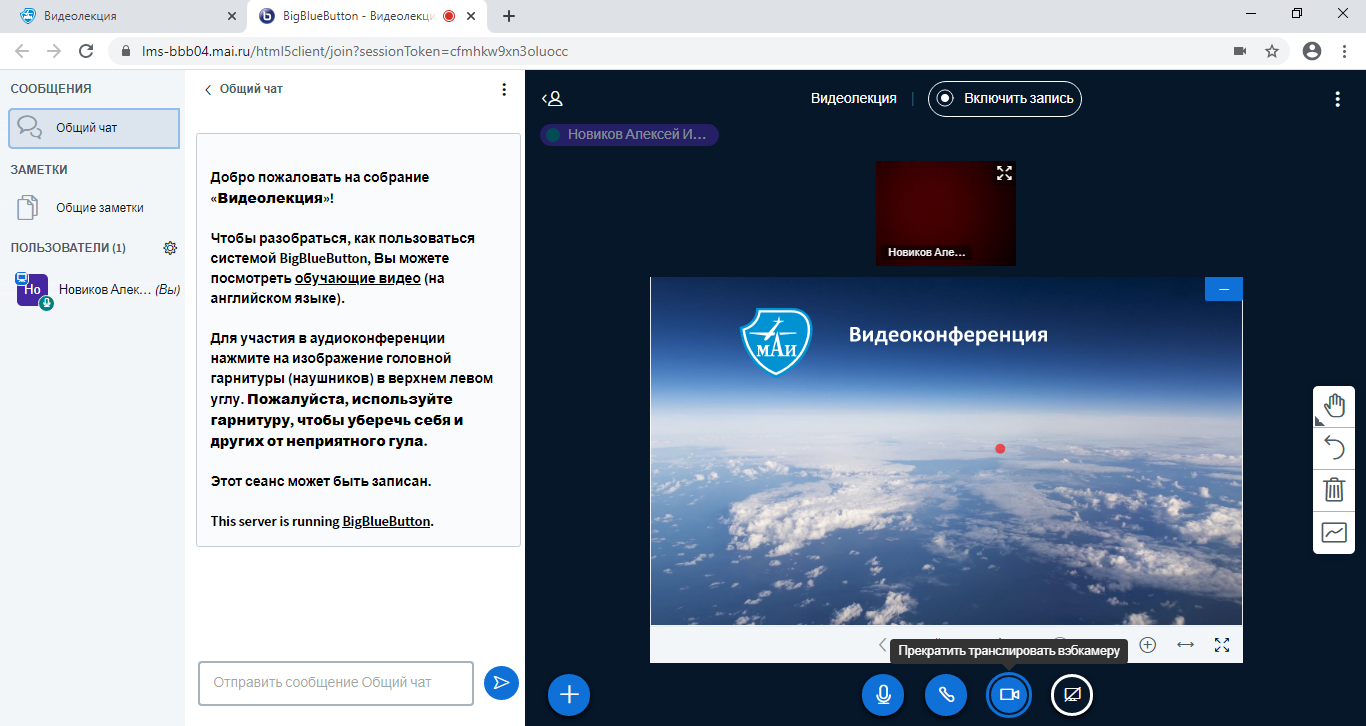 Видеолекция
BigBlueButton - Видеолекци
lms-bbb04.mai.ru/html5client/join?sessionToken=cfmhkw9xn3oluocc
СООБЩЕНИЯ
Общий чат
ЗАМЕТКИ
Общие заметки
ПОЛЬЗОВАТЕЛИ (1)
Но
Новиков Алек... (Вы)
Общий чат
Добро пожаловать на собрание
«Видеолекция»!
Чтобы разобраться, как пользоваться
системой BigBlueButton, Вы можете
посмотреть обучающие видео (на
английском языке).
Для участия в аудиоконференции
нажмите на изображение головной
гарнитуры (наушников) в верхнем левом
углу. Пожалуйста, используйте
гарнитуру, чтобы уберечь себя и
других от неприятного гула.
Этот сеанс может быть записан.
This server is running BigBlueButton.
Отправить сообщение Общий чат
Видеолекция
Включить запись
Новиков Алексей И...
Новиков Але...
МАИ
Видеоконференция
Прекратить транслировать вэбкамеру